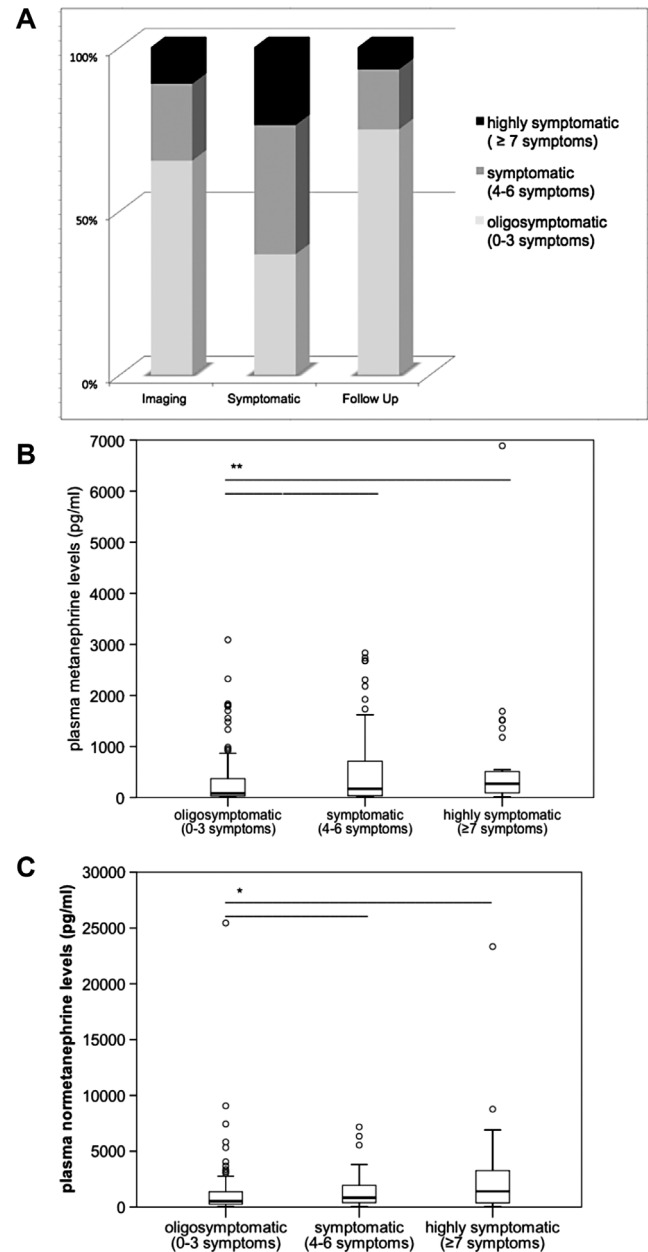 A
100%
50%
0%
Imaging
Symptomatic
Follow Up
highly symptomatic
( ≥ 7 symptoms)
symptomatic
(4-6 symptoms)
oligosymptomatic
(0-3 symptoms)
B
plasma metanephrine levels (pg/ml)
7000
6000
5000
4000
3000
2000
1000
0
**
oligosymptomatic
(0-3 symptoms)
symptomatic
(4-6 symptoms)
highly symptomatic
(≥7 symptoms)
C
plasma normetanephrine levels (pg/ml)
30000
25000
20000
15000
10000
5000
0
*
oligosymptomatic
(0-3 symptoms)
symptomatic
(4-6 symptoms)
highly symptomatic
(≥7 symptoms)